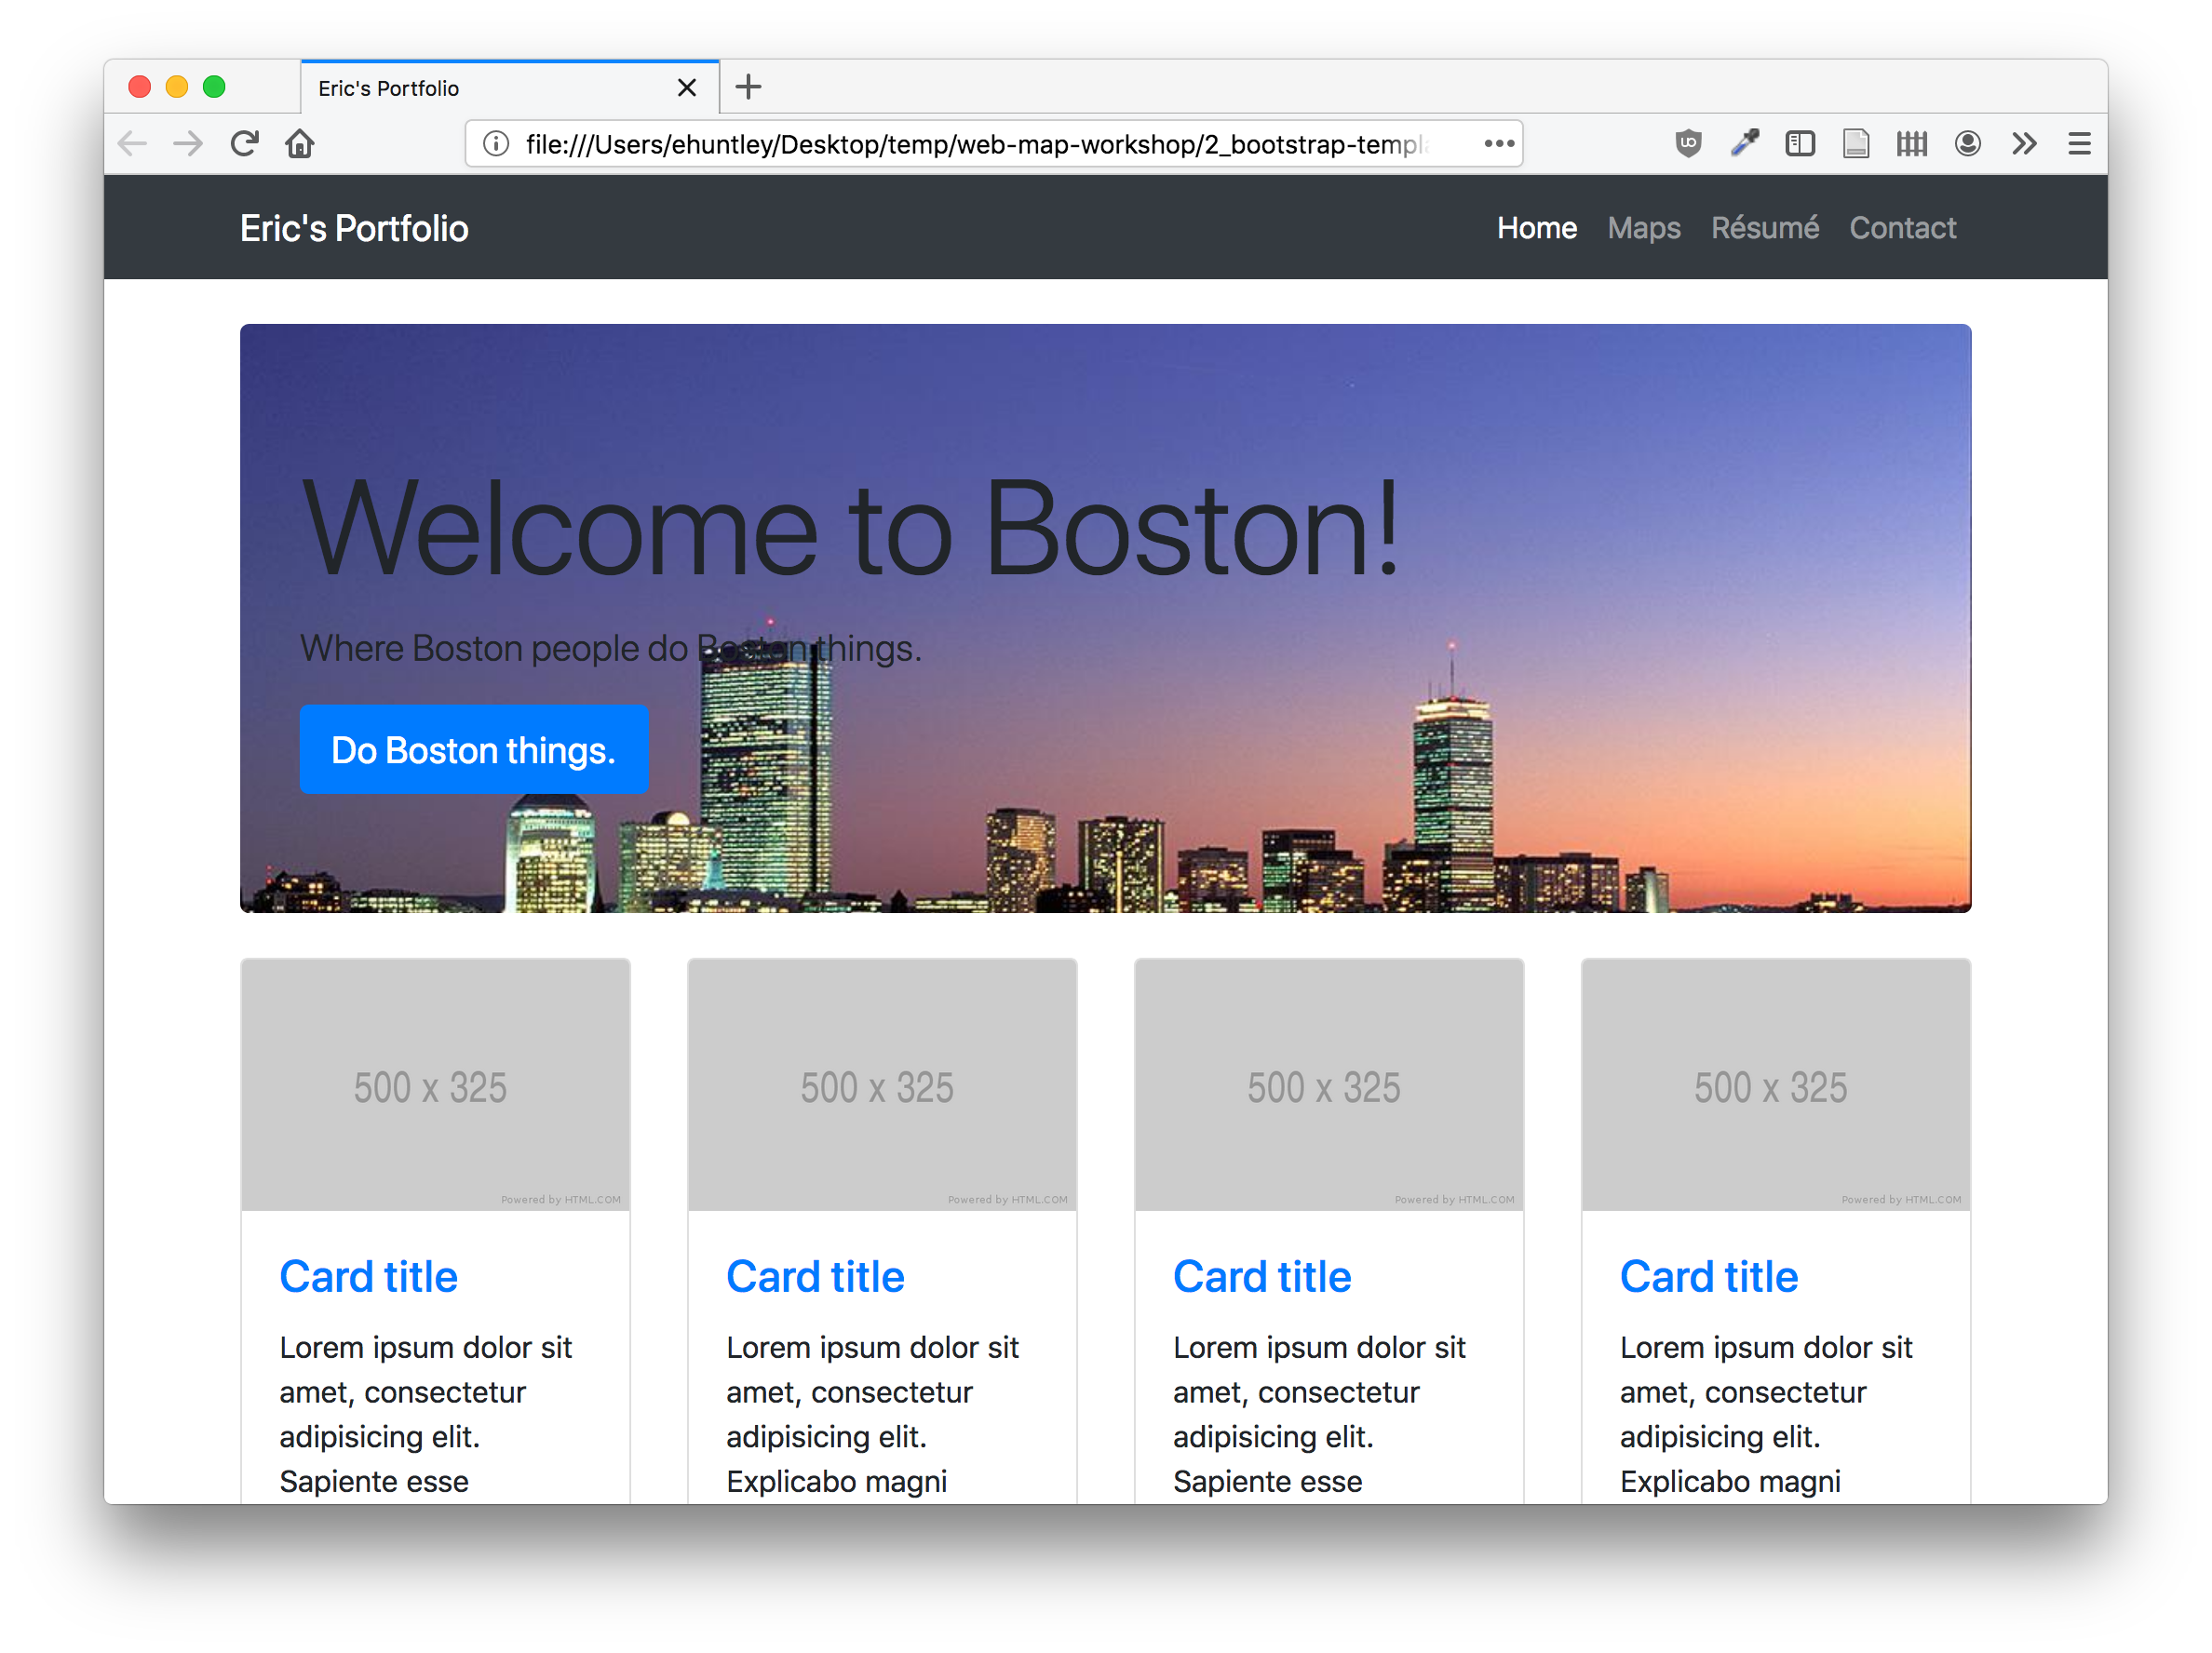 Eric's Portfolio
file:///Users/ehuntley/Desktop/temp/web-map-workshop/2_bootstrap-templa
Eric's Portfolio
Home Maps Résumé Contact
Welcome to Boston!
Where Boston people do Boston things.
Do Boston things.
500 x 325
Powered by HTML.COM
Card title
Lorem ipsum dolor sit
amet, consectetur
adipisicing elit.
Sapiente esse
500 x 325
Powered by HTML.COM
Card title
Lorem ipsum dolor sit
amet, consectetur
adipisicing elit.
Explicabo magni
500 x 325
Powered by HTML.COM
Card title
Lorem ipsum dolor sit
amet, consectetur
adipisicing elit.
Sapiente esse
500 x 325
Powered by HTML.COM
Card title
Lorem ipsum dolor sit
amet, consectetur
adipisicing elit.
Explicabo magni